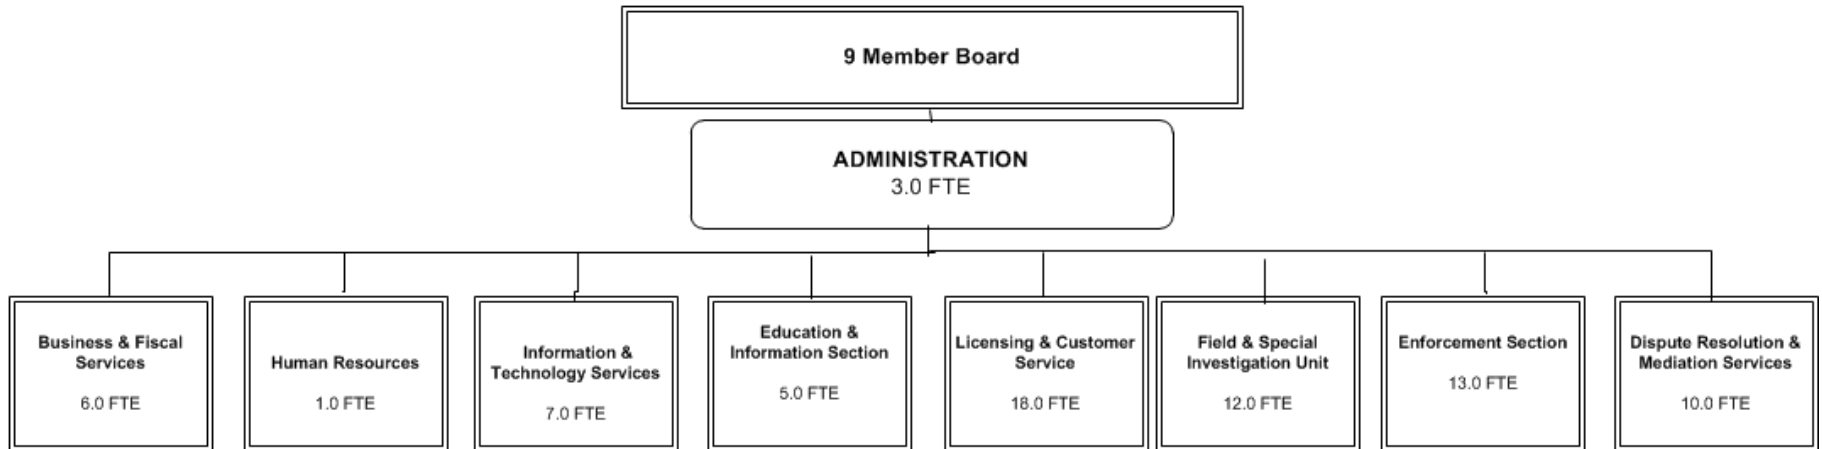 9 Member Board
ADMINISTRATION
3.0 FTE
Business & Fiscal
Services
6.0 FTE
Human Resources
1.0 FTE
Information &
Technology Services
7.0 FTE
Education &
Information Section
5.0 FTE
Licensing & Customer
Service
18.0 FTE
Field & Special
Investigation Unit
12.0 FTE
Enforcement Section
13.0 FTE
Dispute Resolution &
Mediation Services
10.0 FTE